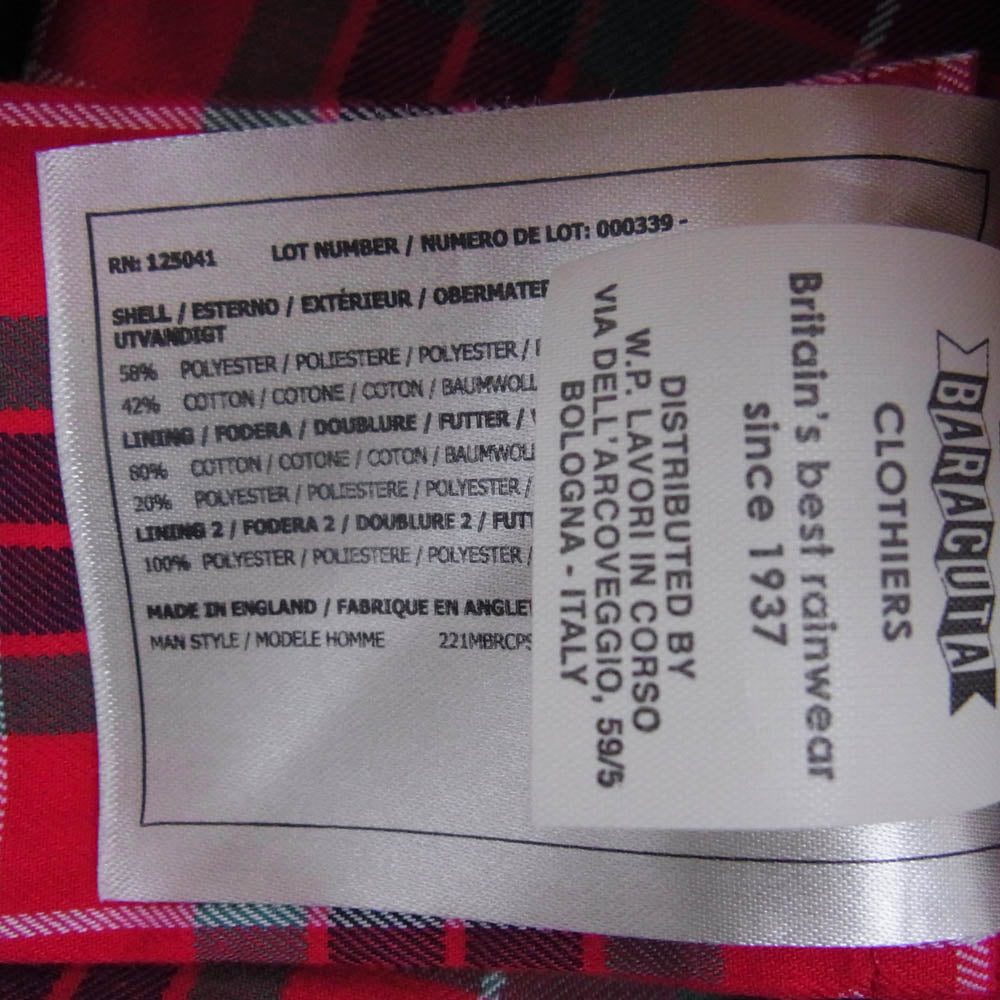 RN: 125041 LOT NUMBER / NUMERO DE LOT: 000339 -
SHELL / ESTERNO / EXTÉRIEUR / OBERMATER
UTVANDIGT
58% POLYESTER / POLIESTERE / POLYESTER /
42% COTTON / COTONE / COTON / BAUMWOLL
LINING / FODERA / DOUBLURE / FUTTER /
80% COTTON / COTONE / COTON / BAUMWOLL
20% POLYESTER / POLIESTERE / POLYESTER /
LINING 2 / FODERA 2 / DOUBLURE 2 / FUTT
100% POLYESTER / POLIESTERE / POLYESTER /
MADE IN ENGLAND / FABRIQUE EN ANGLET
MAN STYLE / MODELE HOMME 221MBRCPS
BARACUTA
CLOTHIERS
Britain's best rainwear
since 1937
DISTRIBUTED BY
W.P. LAVORI IN CORSO
VIA DELL'ARCOVEGGIO, 59/5
BOLOGNA - ITALY